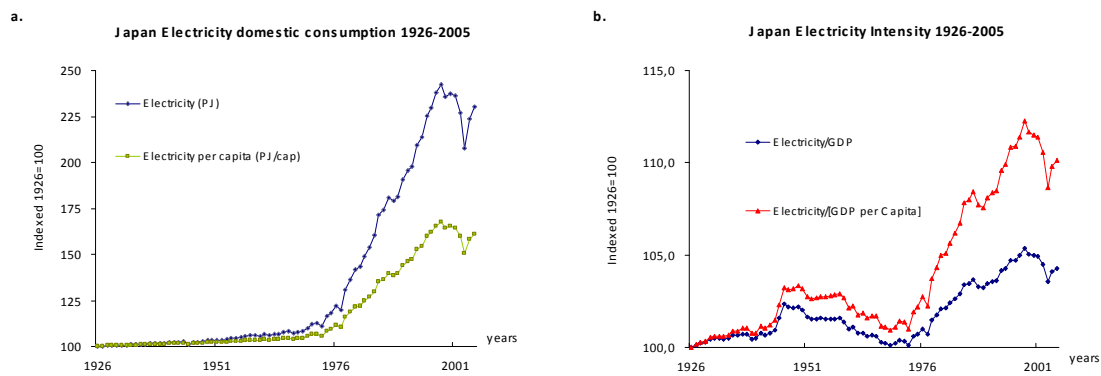 a.
Japan Electricity domestic consumption 1926-2005
250
225
200
175
150
125
100
Indexed 1926=100
Electricity (PJ)
Electricity per capita (PJ/cap)
1926
1951
1976
2001
years
b.
Japan Electricity Intensity 1926-2005
115,0
110,0
105,0
100,0
Indexed 1926=100
Electricity/GDP
Electricity/[GDP per Capita]
1926
1951
1976
2001
years